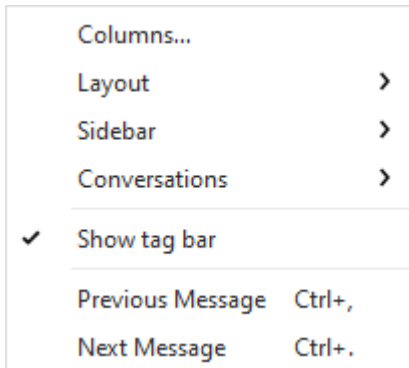 Columns...
Layout
Sidebar
Conversations
Show tag bar
Previous Message Ctrl+,
Next Message Ctrl+.